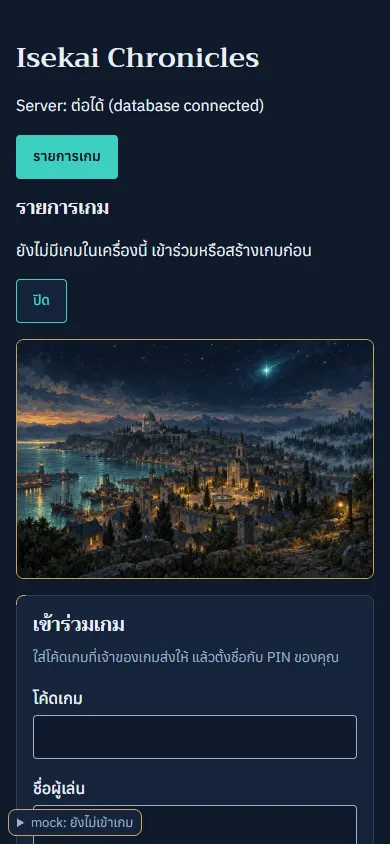 Isekai Chronicles
Server: ต่อได้ (database connected)
รายการเกม
รายการเกม
ยังไม่มีเกมในเครื่องนี้ เข้าร่วมหรือสร้างเกมก่อน
ปิด
เข้าร่วมเกม
ใส่โค้ดเกมที่เจ้าของเกมส่งให้ แล้วตั้งชื่อกับ PIN ของคุณ
โค้ดเกม
ชื่อผู้เล่น
▶ mock: ยังไม่เข้าเกม